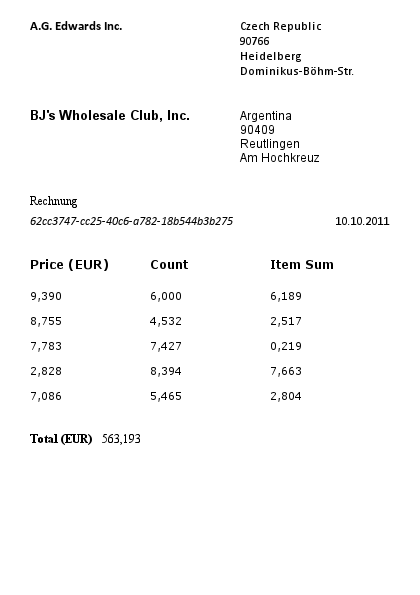 A.G. Edwards Inc. Czech Republic
90766
Heidelberg
Dominikus-Böhm-Str.
BJ's Wholesale Club, Inc. Argentina
90409
Reutlingen
Am Hochkreuz
Rechnung
62cc3747-cc25-40c6-a782-18b544b3b275 10.10.2011
Price (EUR) Count Item Sum
9,390 6,000 6,189
8,755 4,532 2,517
7,783 7,427 0,219
2,828 8,394 7,663
7,086 5,465 2,804
Total (EUR) 563,193